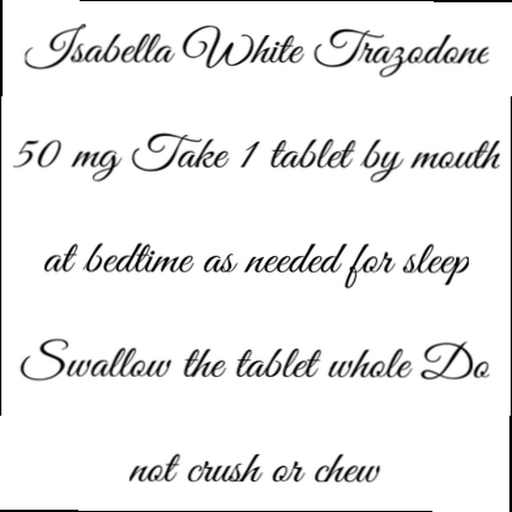 Isabella White Trazodone
50 mg Take 1 tablet by mouth
at bedtime as needed for sleep
Swallow the tablet whole Do
not crush or chew